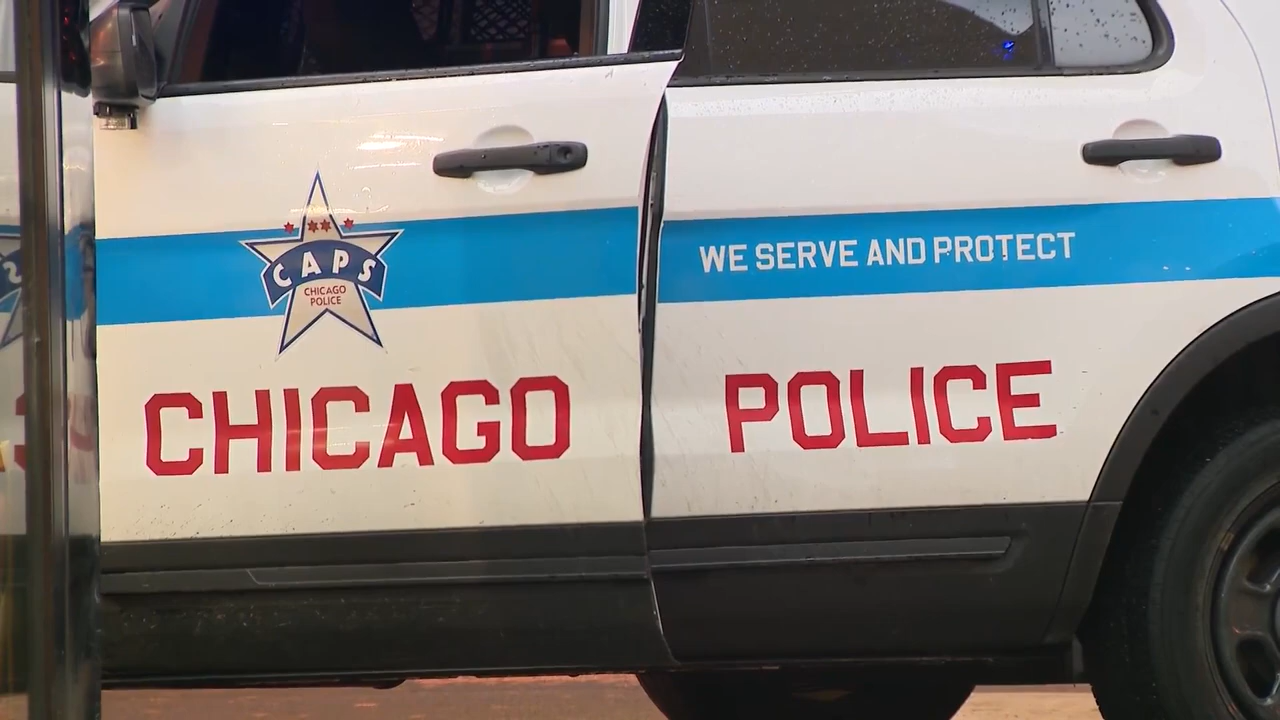 CAPS
CHICAGO
POLICE
WE SERVE AND PROTECT
CHICAGO POLICE